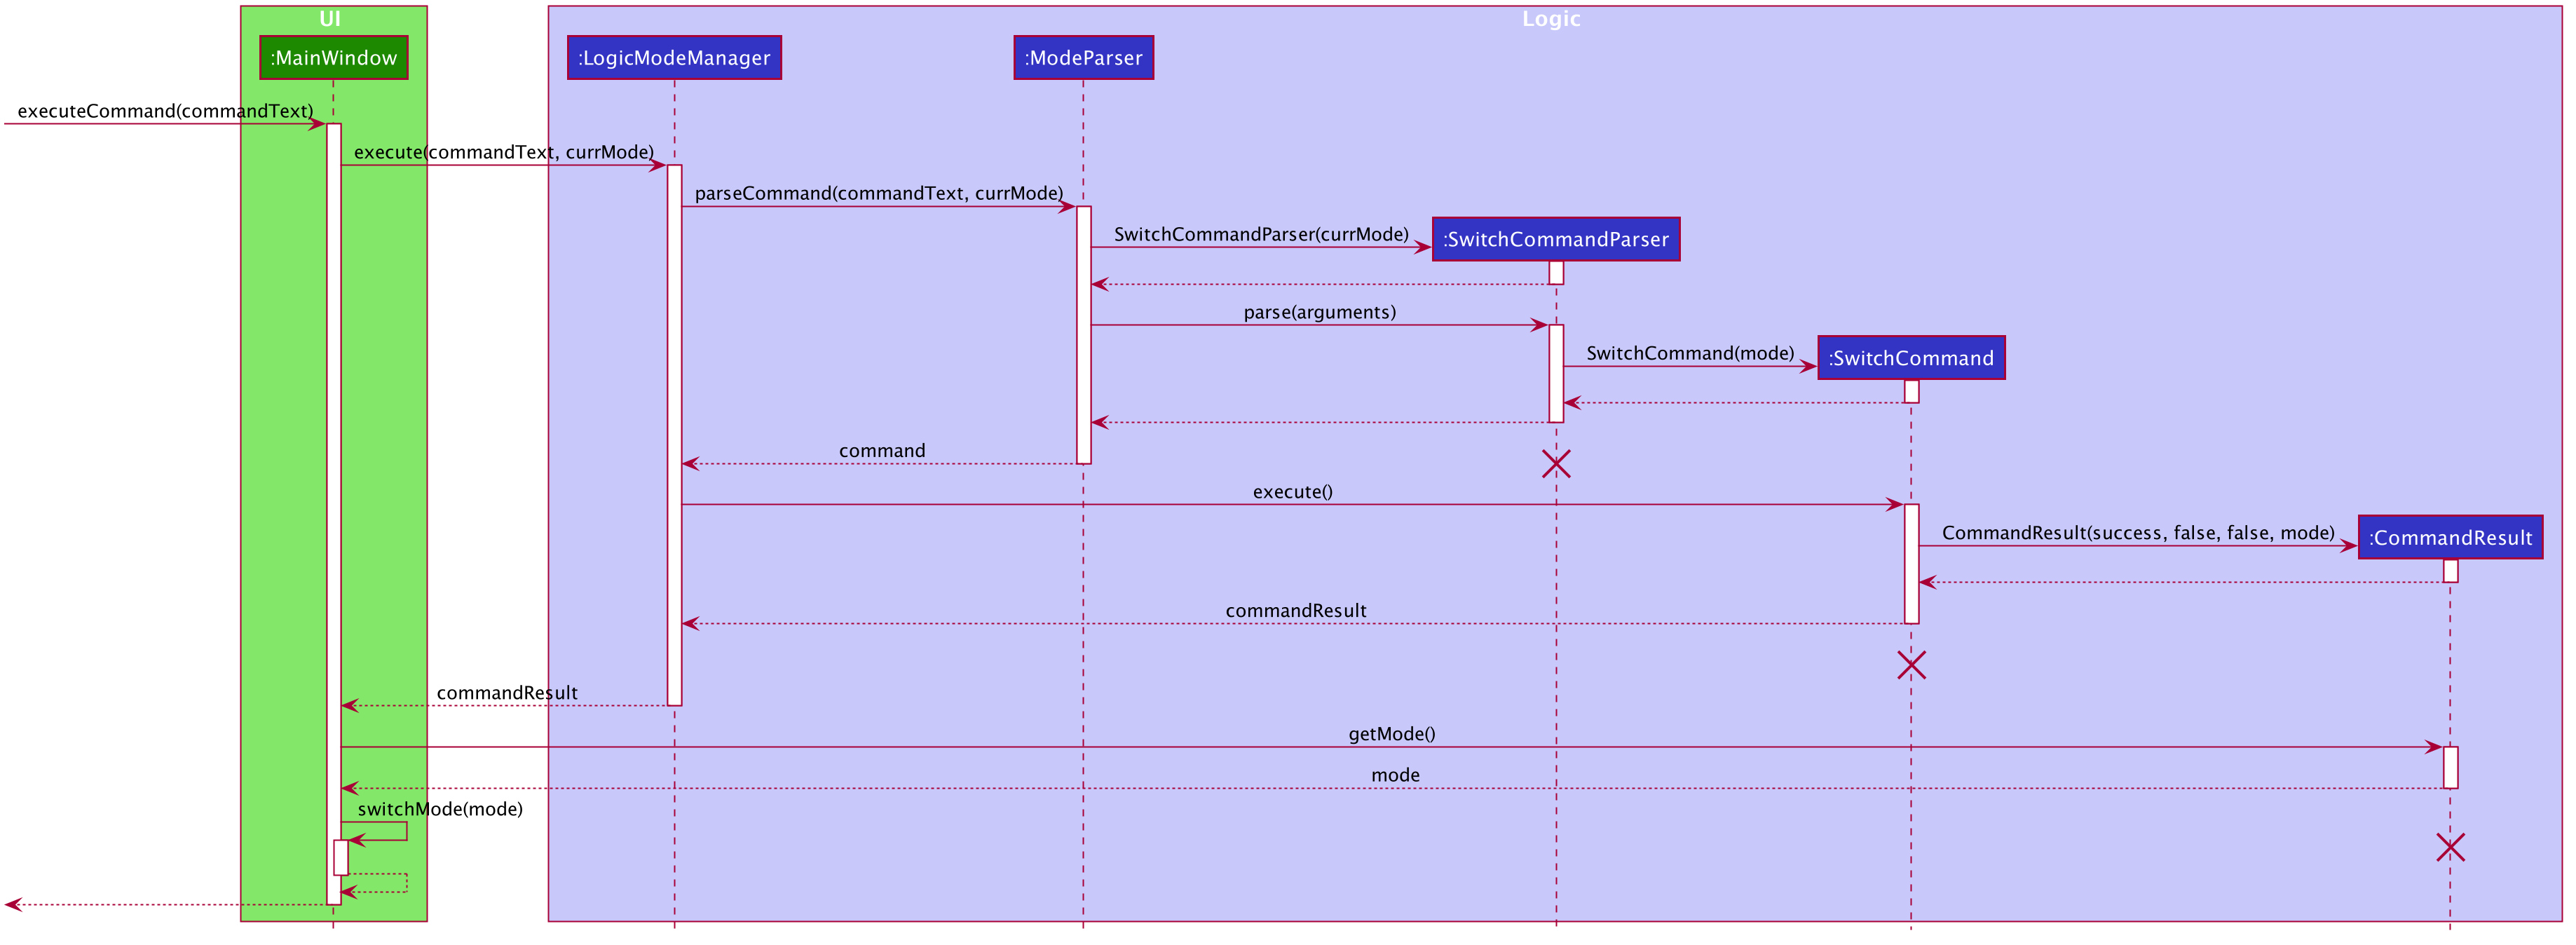 UI
Logic
:MainWindow
:LogicModeManager
:ModeParser
executeCommand(commandText)
execute(commandText, currMode)
parseCommand(commandText, currMode)
SwitchCommandParser(currMode)
:SwitchCommandParser
parse(arguments)
SwitchCommand(mode)
:SwitchCommand
command
execute()
CommandResult(success, false, false, mode)
:CommandResult
commandResult
commandResult
getMode()
mode
switchMode(mode)